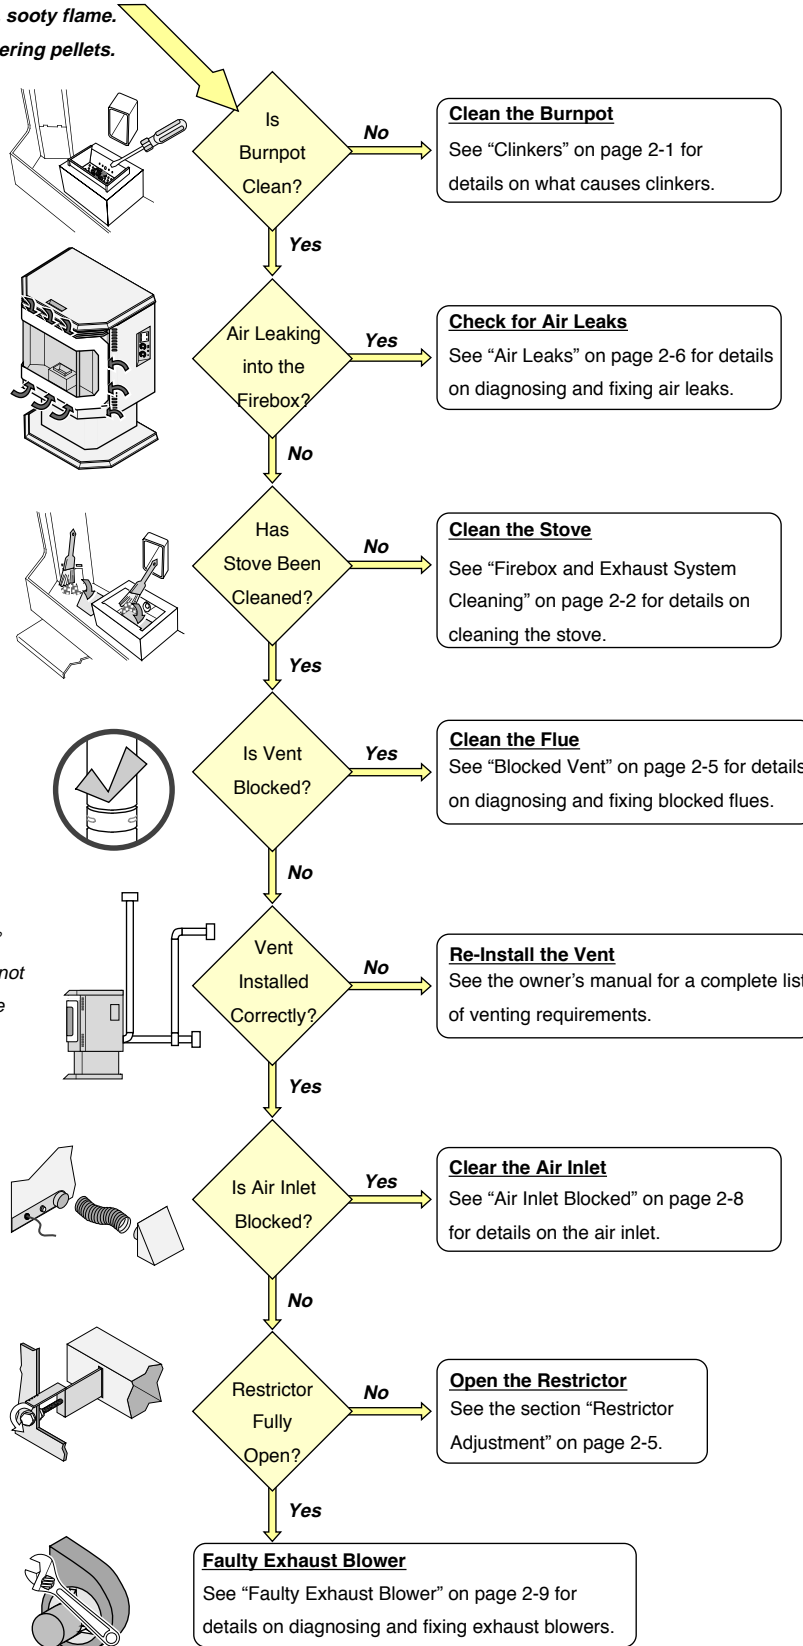 sooty flame.
ering pellets.
Is
Burnpot
Clean?
No
Clean the Burnpot
See “Clinkers” on page 2-1 for
details on what causes clinkers.
Yes
Air Leaking
into the
Firebox?
Yes
Check for Air Leaks
See “Air Leaks” on page 2-6 for details
on diagnosing and fixing air leaks.
No
Has
Stove Been
Cleaned?
No
Clean the Stove
See “Firebox and Exhaust System
Cleaning” on page 2-2 for details on
cleaning the stove.
Yes
Is Vent
Blocked?
Yes
Clean the Flue
See “Blocked Vent” on page 2-5 for details
on diagnosing and fixing blocked flues.
No
not
e
Vent
Installed
Correctly?
No
Re-Install the Vent
See the owner’s manual for a complete list
of venting requirements.
Yes
Is Air Inlet
Blocked?
Yes
Clear the Air Inlet
See “Air Inlet Blocked” on page 2-8
for details on the air inlet.
No
Restrictor
Fully
Open?
No
Open the Restrictor
See the section “Restrictor
Adjustment” on page 2-5.
Yes
Faulty Exhaust Blower
See “Faulty Exhaust Blower” on page 2-9 for
details on diagnosing and fixing exhaust blowers.